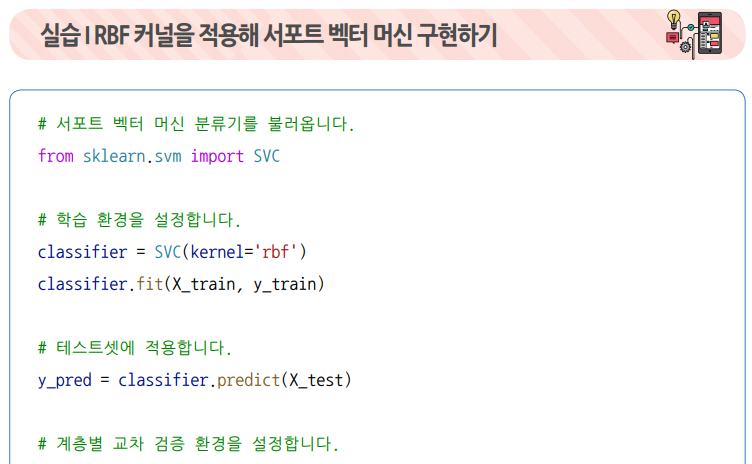 실습 I RBF 커널을 적용해 서포트 벡터 머신 구현하기
# 서포트 벡터 머신 분류기를 불러옵니다.
from sklearn.svm import SVC
# 학습 환경을 설정합니다.
classifier = SVC(kernel='rbf')
classifier.fit(X_train, y_train)
# 테스트셋에 적용합니다.
y_pred = classifier.predict(X_test)
# 계층별 교차 검증 환경을 설정합니다.